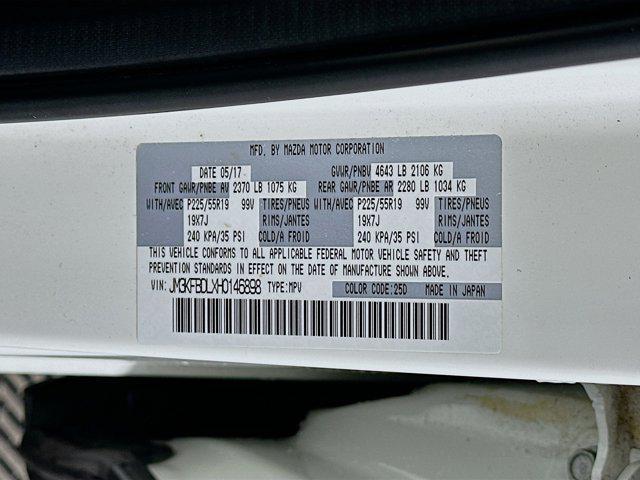 MFD. BY MAZDA MOTOR CORPORATION
DATE 05/17 GVWR/PNBV 4643 LB 2106 KG
FRONT GAWR/PNBE AV 2370 LB 1075 KG REAR GAWR/PNBE AR 2280 LB 1034 KG
WITH/AVEC P225/55R19 99V TIRES/PNEUS WITH/AVEC P225/55R19 99V TIRES/PNEUS
19X7J RIMS/JANTES 19X7J RIMS/JANTES
240 KPA/35 PSI COLD/A FROID 240 KPA/35 PSI COLD/A FROID
THIS VEHICLE CONFORMS TO ALL APPLICABLE FEDERAL MOTOR VEHICLE SAFETY AND THEFT
PREVENTION STANDARDS IN EFFECT ON THE DATE OF MANUFACTURE SHOWN ABOVE.
VIN: JM3KFBDLXH0146898 TYPE:MPV COLOR CODE:25D MADE IN JAPAN